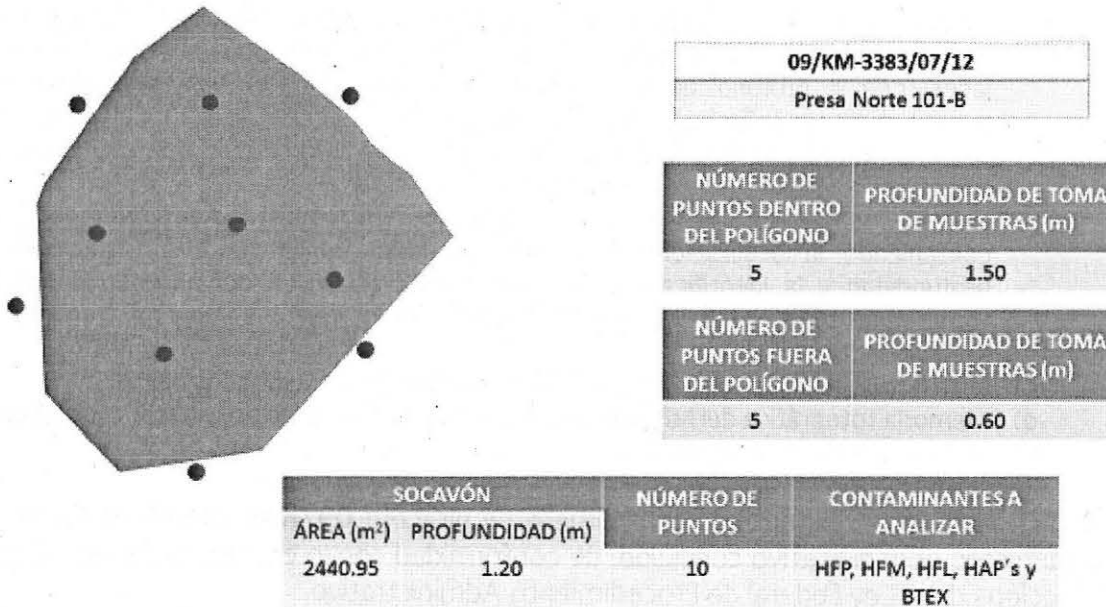 09/KM-3383/07/12
Presa Norte 101-B
NÚMERO DE
PUNTOS DENTRO
DEL POLÍGONO
PROFUNDIDAD DE TOMA
DE MUESTRAS (m)
5
1.50
NÚMERO DE
PUNTOS FUERA
DEL POLÍGONO
PROFUNDIDAD DE TOMA
DE MUESTRAS (m)
5
0.60
SOCAVÓN
NÚMERO DE
PUNTOS
CONTAMINANTES A
ANALIZAR
ÁREA (m²)
PROFUNDIDAD (m)
2440.95
1.20
10
HFP, HFM, HFL, HAP's y
BTEX